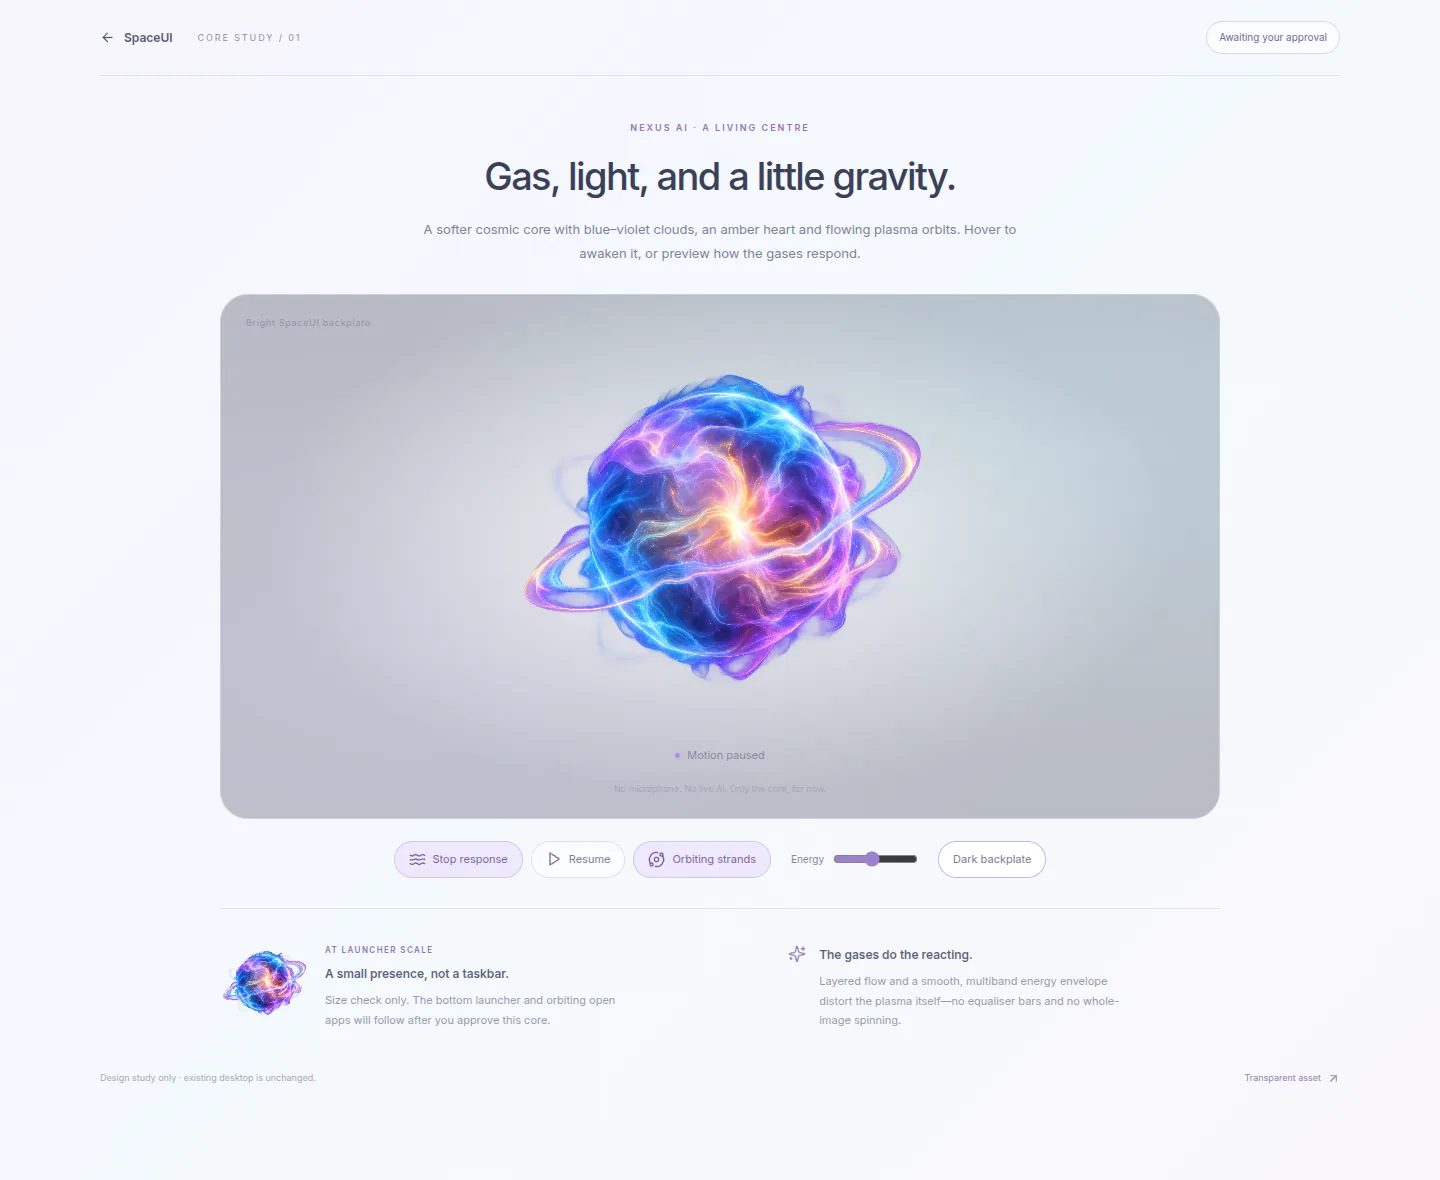 SpaceUI
CORE STUDY / 01
Awaiting your approval
NEXUS AI · A LIVING CENTRE
Gas, light, and a little gravity.
A softer cosmic core with blue–violet clouds, an amber heart and flowing plasma orbits. Hover to
awaken it, or preview how the gases respond.
Bright SpaceUI backplate
Motion paused
No microphone. No live AI. Only the core, for now.
Stop response
Resume
Orbiting strands
Energy
Dark backplate
AT LAUNCHER SCALE
A small presence, not a taskbar.
Size check only. The bottom launcher and orbiting open
apps will follow after you approve this core.
The gases do the reacting.
Layered flow and a smooth, multiband energy envelope
distort the plasma itself—no equaliser bars and no whole-
image spinning.
Design study only · existing desktop is unchanged.
Transparent asset